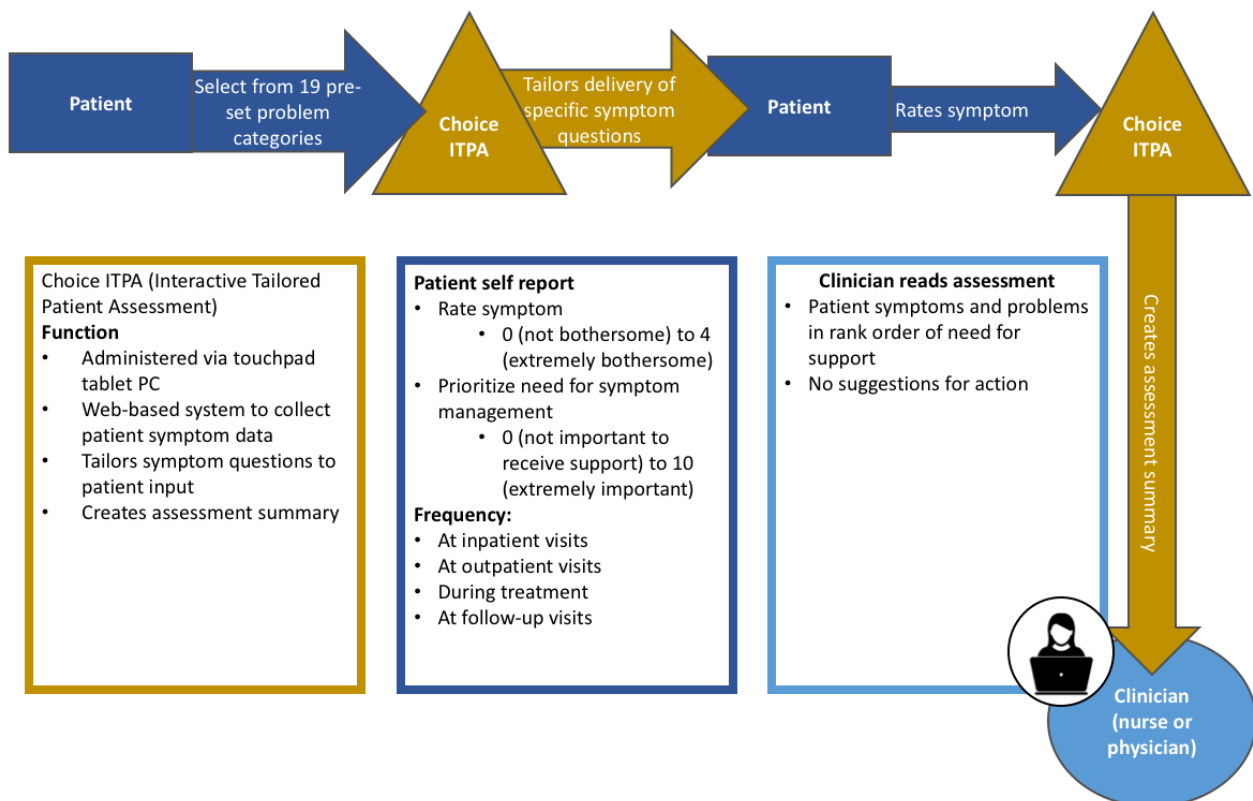 Patient
Select from 19 pre-
set problem
categories
Choice
ITPA
Tailors delivery of
specific symptom
questions
Patient
Rates symptom
Choice
ITPA
Choice ITPA (Interactive Tailored
Patient Assessment)
Function
• Administered via touchpad
tablet PC
• Web-based system to collect
patient symptom data
• Tailors symptom questions to
patient input
• Creates assessment summary
Patient self report
• Rate symptom
• 0 (not bothersome) to 4
(extremely bothersome)
• Prioritize need for symptom
management
• 0 (not important to
receive support) to 10
(extremely important)
Frequency:
• At inpatient visits
• At outpatient visits
• During treatment
• At follow-up visits
Clinician reads assessment
• Patient symptoms and problems
in rank order of need for
support
• No suggestions for action
Creates assessment summary
Clinician
(nurse or
physician)